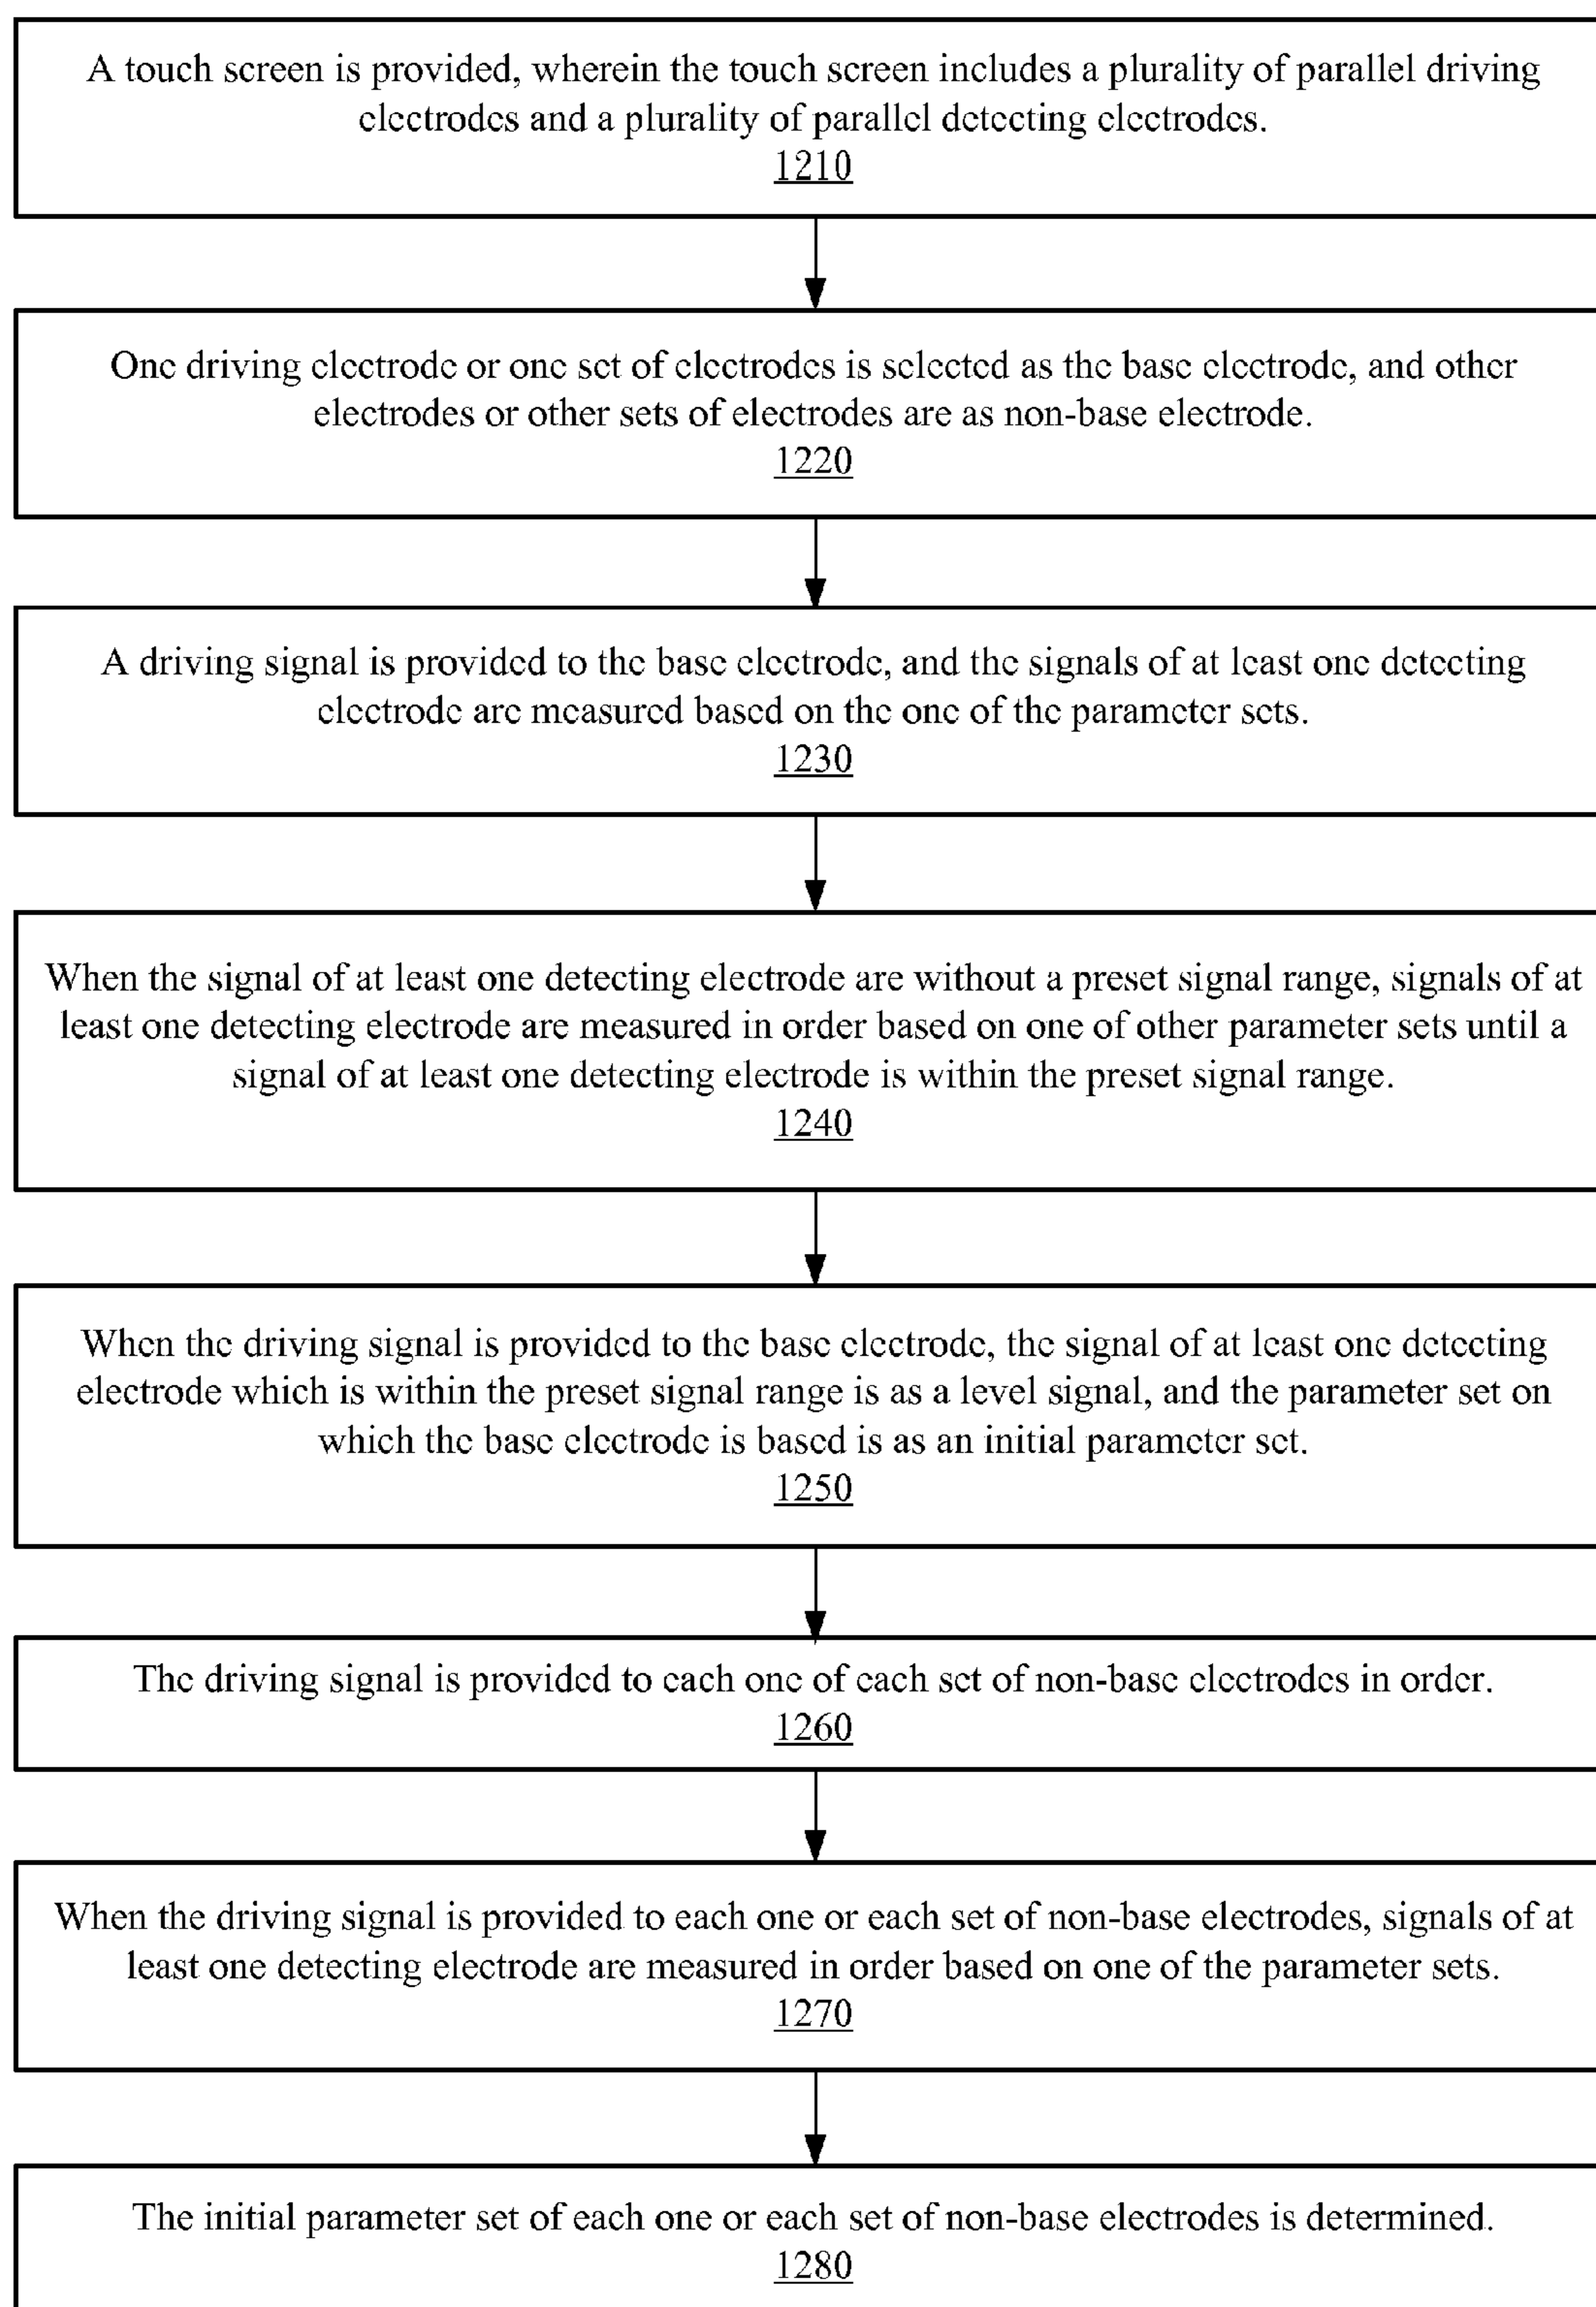 A touch screen is provided, wherein the touch screen includes a plurality of parallel driving
electrodes and a plurality of parallel detecting electrodes.
1210
One driving electrode or one set of electrodes is selected as the base electrode, and other
electrodes or other sets of electrodes are as non-base electrode.
1220
A driving signal is provided to the base electrode, and the signals of at least one detecting
electrode are measured based on the one of the parameter sets.
1230
When the signal of at least one detecting electrode are without a preset signal range, signals of at
least one detecting electrode are measured in order based on one of other parameter sets until a
signal of at least one detecting electrode is within the preset signal range.
1240
When the driving signal is provided to the base electrode, the signal of at least one detecting
electrode which is within the preset signal range is as a level signal, and the parameter set on
which the base electrode is based is as an initial parameter set.
1250
The driving signal is provided to each one of each set of non-base electrodes in order.
1260
When the driving signal is provided to each one or each set of non-base electrodes, signals of at
least one detecting electrode are measured in order based on one of the parameter sets.
1270
The initial parameter set of each one or each set of non-base electrodes is determined.
1280